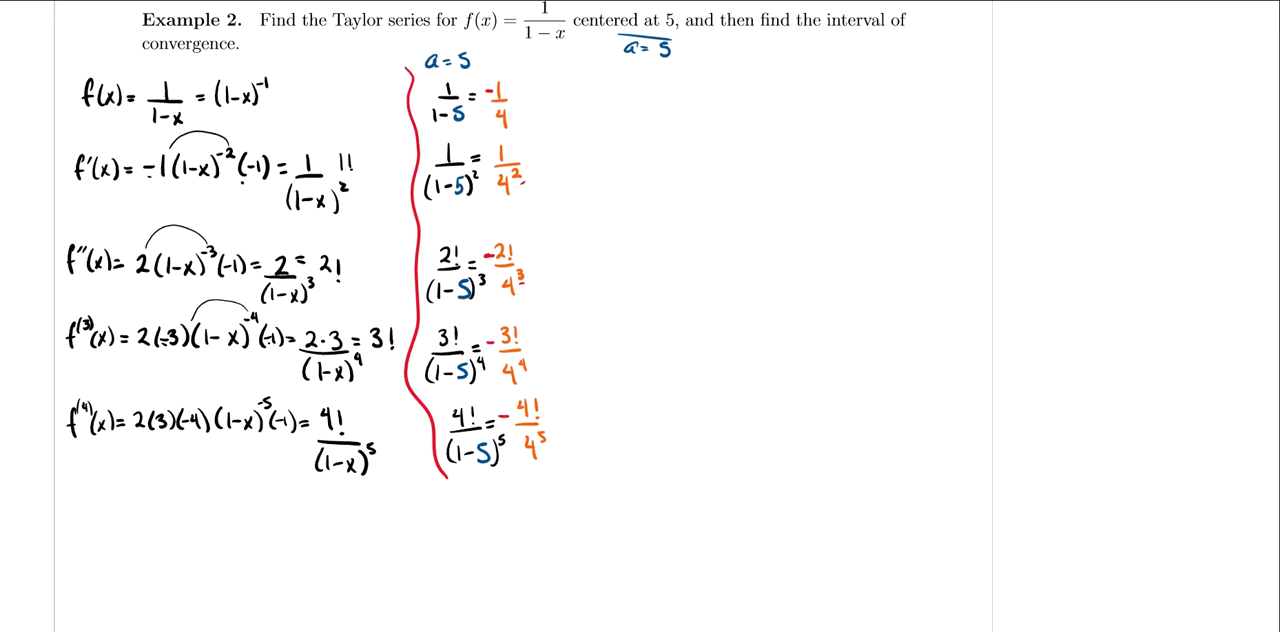 Example 2. Find the Taylor series for f(x) = 1/(1 − x) centered at 5, and then find the interval of
convergence.
a = 5
a = 5
f(x) = 1/(1-x) = (1-x)^-1
1/(1-5) = -1/4
f'(x) = -1(1-x)^-2(-1) = 1/(1-x)^2 1!
1/(1-5)^2 = 1/4^2
f''(x) = 2(1-x)^-3(-1) = 2/(1-x)^3 = 2!
2!/(1-5)^3 = -2!/4^3
f^(3)(x) = 2(-3)(1-x)^-4(-1) = 2·3/(1-x)^4 = 3!
3!/(1-5)^4 = -3!/4^4
f^(4)(x) = 2(3)(-4)(1-x)^-5(-1) = 4!/(1-x)^5
4!/(1-5)^5 = -4!/4^5